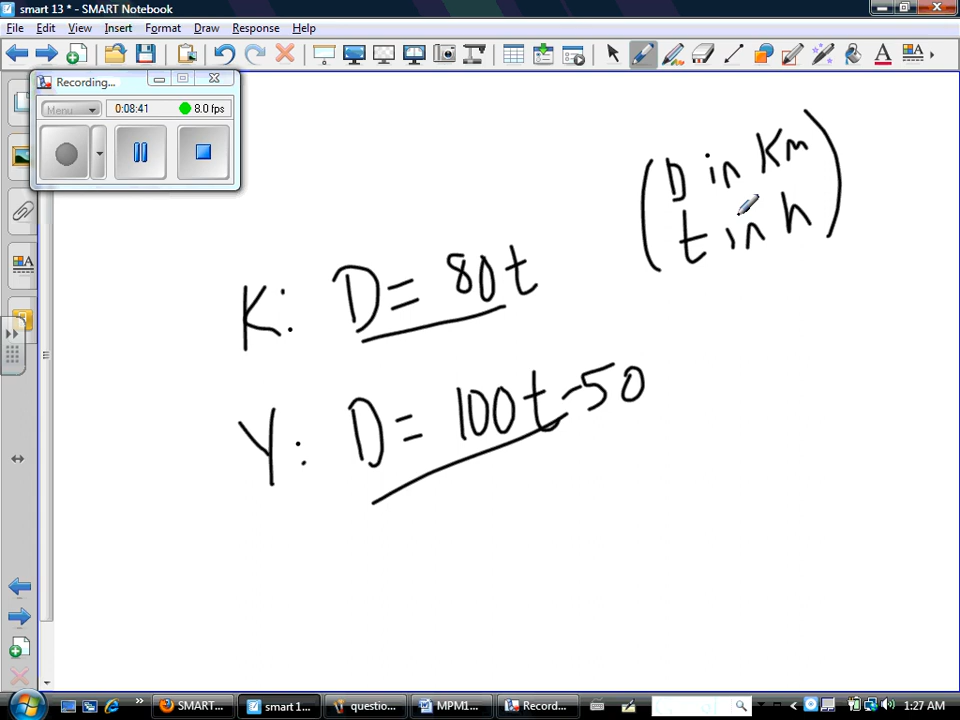 smart 13 * - SMART Notebook
File Edit View Insert Format Draw Response Help
Recording...
Menu 0:08:41 8.0 fps
(D in Km
t in h)
K: D = 80t
Y: D = 100t - 50
SMART... smart 1... questio... MPM1... Record... 1:27 AM